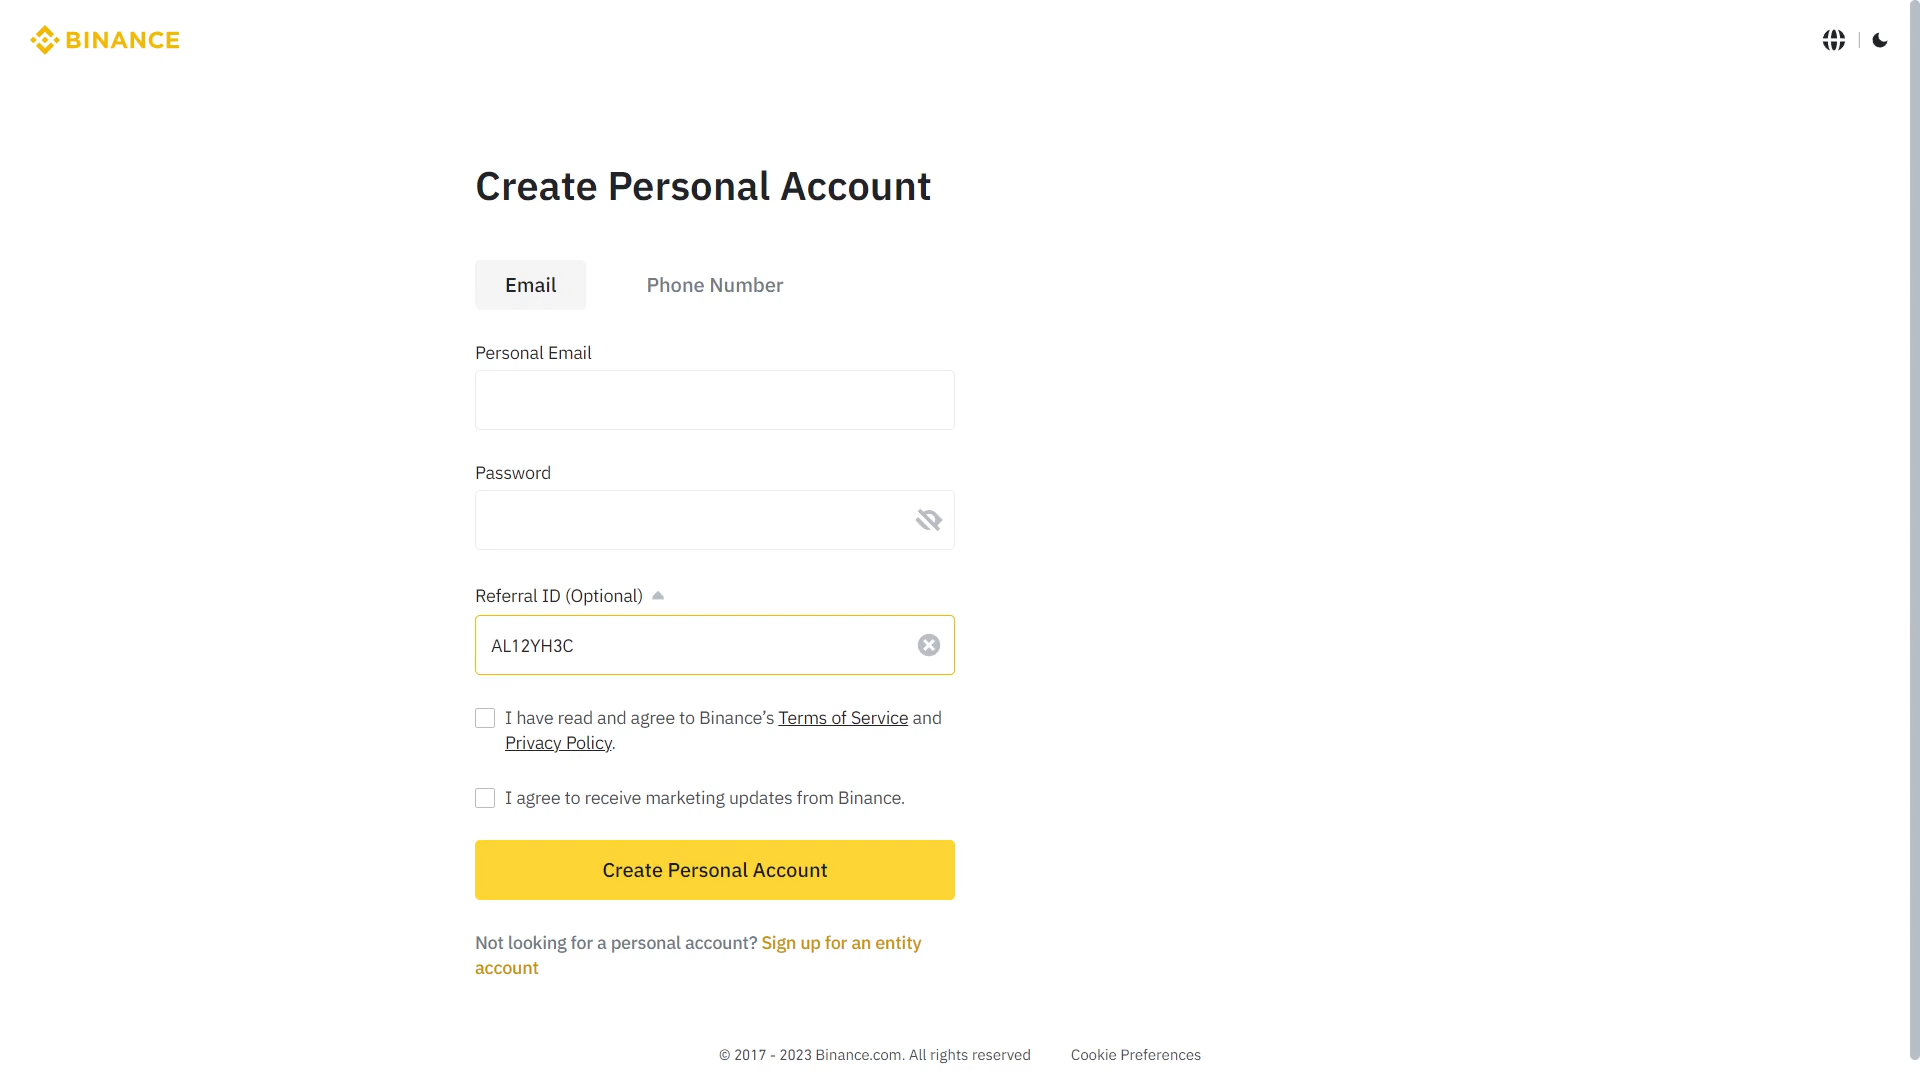 BINANCE
Create Personal Account
Email
Phone Number
Personal Email
Password
Referral ID (Optional)
AL12YH3C
I have read and agree to Binance’s Terms of Service and
Privacy Policy.
I agree to receive marketing updates from Binance.
Create Personal Account
Not looking for a personal account? Sign up for an entity
account
© 2017 - 2023 Binance.com. All rights reserved
Cookie Preferences